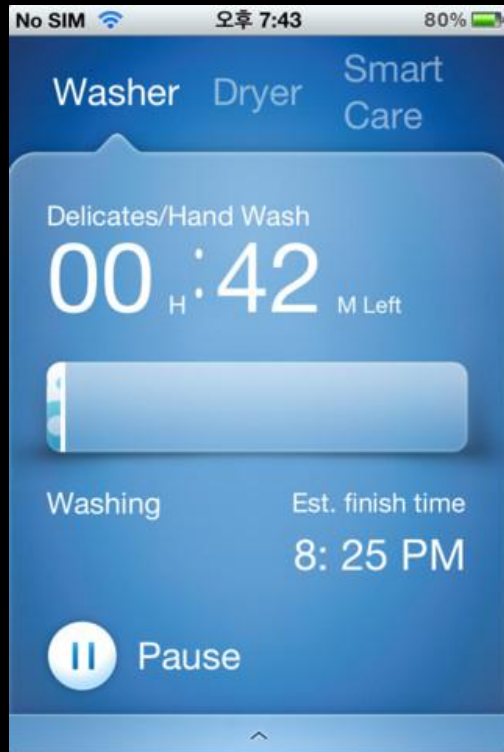 No SIM 오후 7:43 80%
Washer Dryer Smart Care
Delicates/Hand Wash
00 H : 42 M Left
Washing Est. finish time
8: 25 PM
Pause